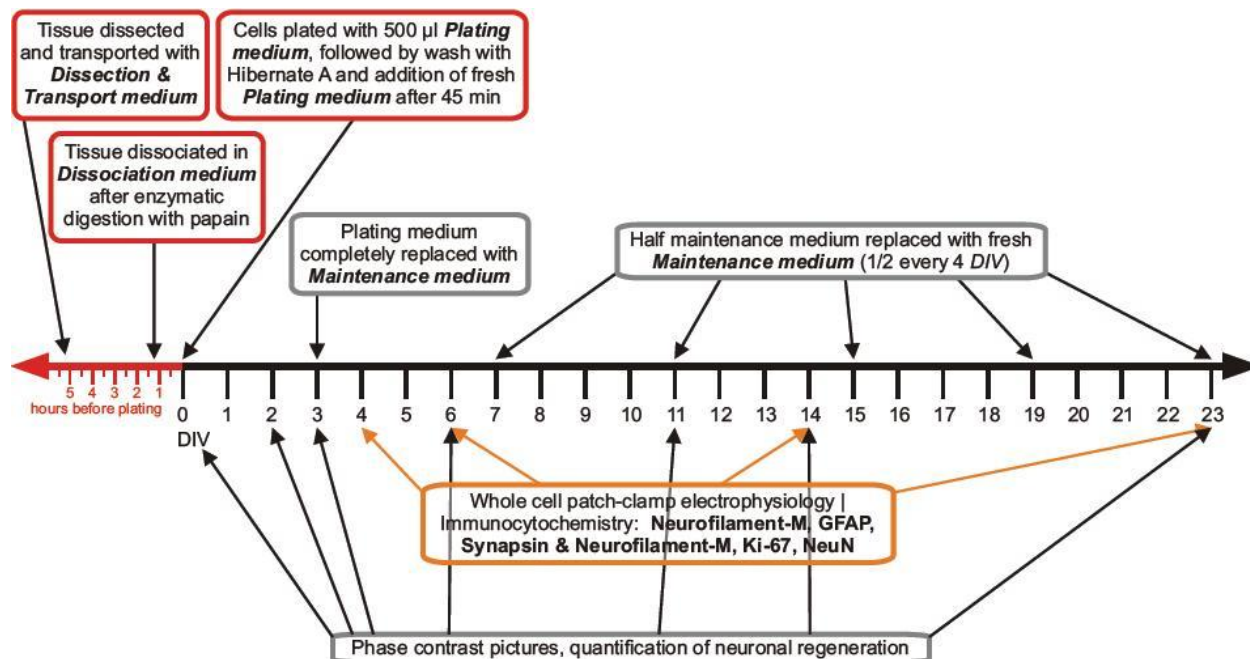 Tissue dissected
and transported with
Dissection &
Transport medium
Cells plated with 500 µl Plating
medium, followed by wash with
Hibernate A and addition of fresh
Plating medium after 45 min
Tissue dissociated in
Dissociation medium
after enzymatic
digestion with papain
Plating medium
completely replaced with
Maintenance medium
Half maintenance medium replaced with fresh
Maintenance medium (1/2 every 4 DIV)
5 4 3 2 1
hours before plating
0 1 2 3 4 5 6 7 8 9 10 11 12 13 14 15 16 17 18 19 20 21 22 23
DIV
Whole cell patch-clamp electrophysiology |
Immunocytochemistry: Neurofilament-M, GFAP,
Synapsin & Neurofilament-M, Ki-67, NeuN
Phase contrast pictures, quantification of neuronal regeneration